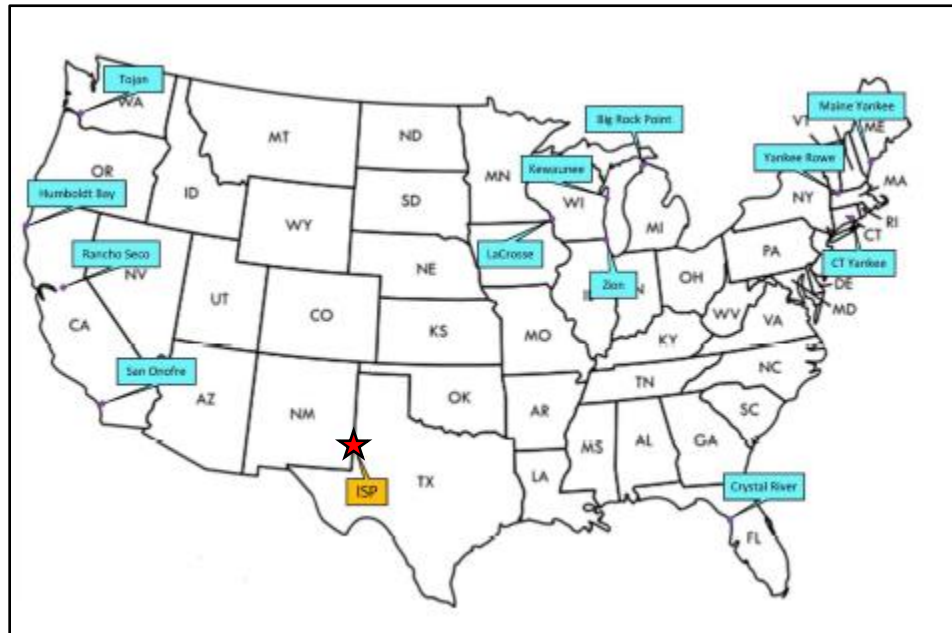 Tojan
WA
MT
ND
MN
Big Rock Point
Maine Yankee
VT
ME
OR
ID
Kewaunee
Yankee Rowe
SD
WI
NY
MA
Humboldt Bay
WY
MI
RI
CT
Rancho Seco
NV
LaCrosse
PA
CT Yankee
NE
Zion
OH
DE
UT
CO
MD
CA
KS
MO
WV
VA
KY
San Onofre
TN
NC
AZ
NM
OK
AR
SC
MS
AL
GA
TX
LA
ISP
Crystal River
FL